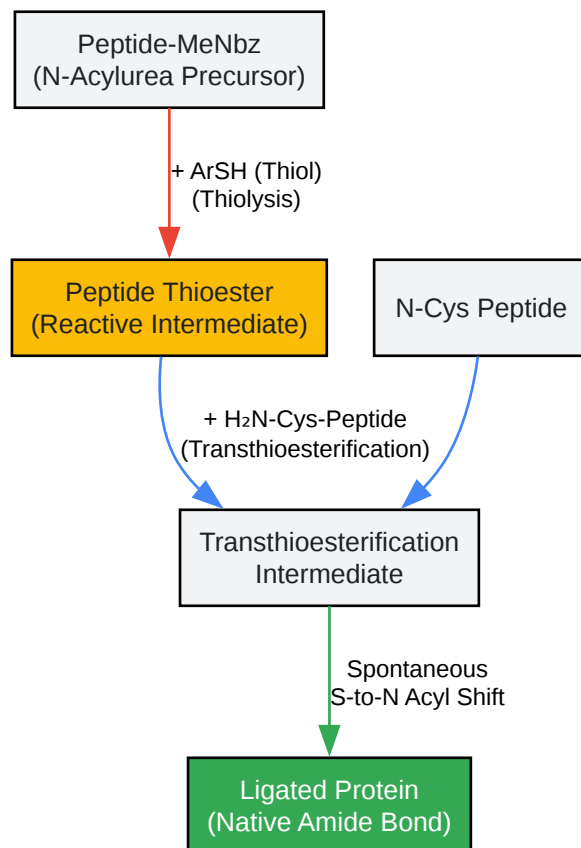 Peptide-MeNbz
(N-Acylurea Precursor)
+ ArSH (Thiol)
(Thiolysis)
Peptide Thioester
(Reactive Intermediate)
N-Cys Peptide
+ H₂N-Cys-Peptide
(Transthioesterification)
Transthioesterification
Intermediate
Spontaneous
S-to-N Acyl Shift
Ligated Protein
(Native Amide Bond)